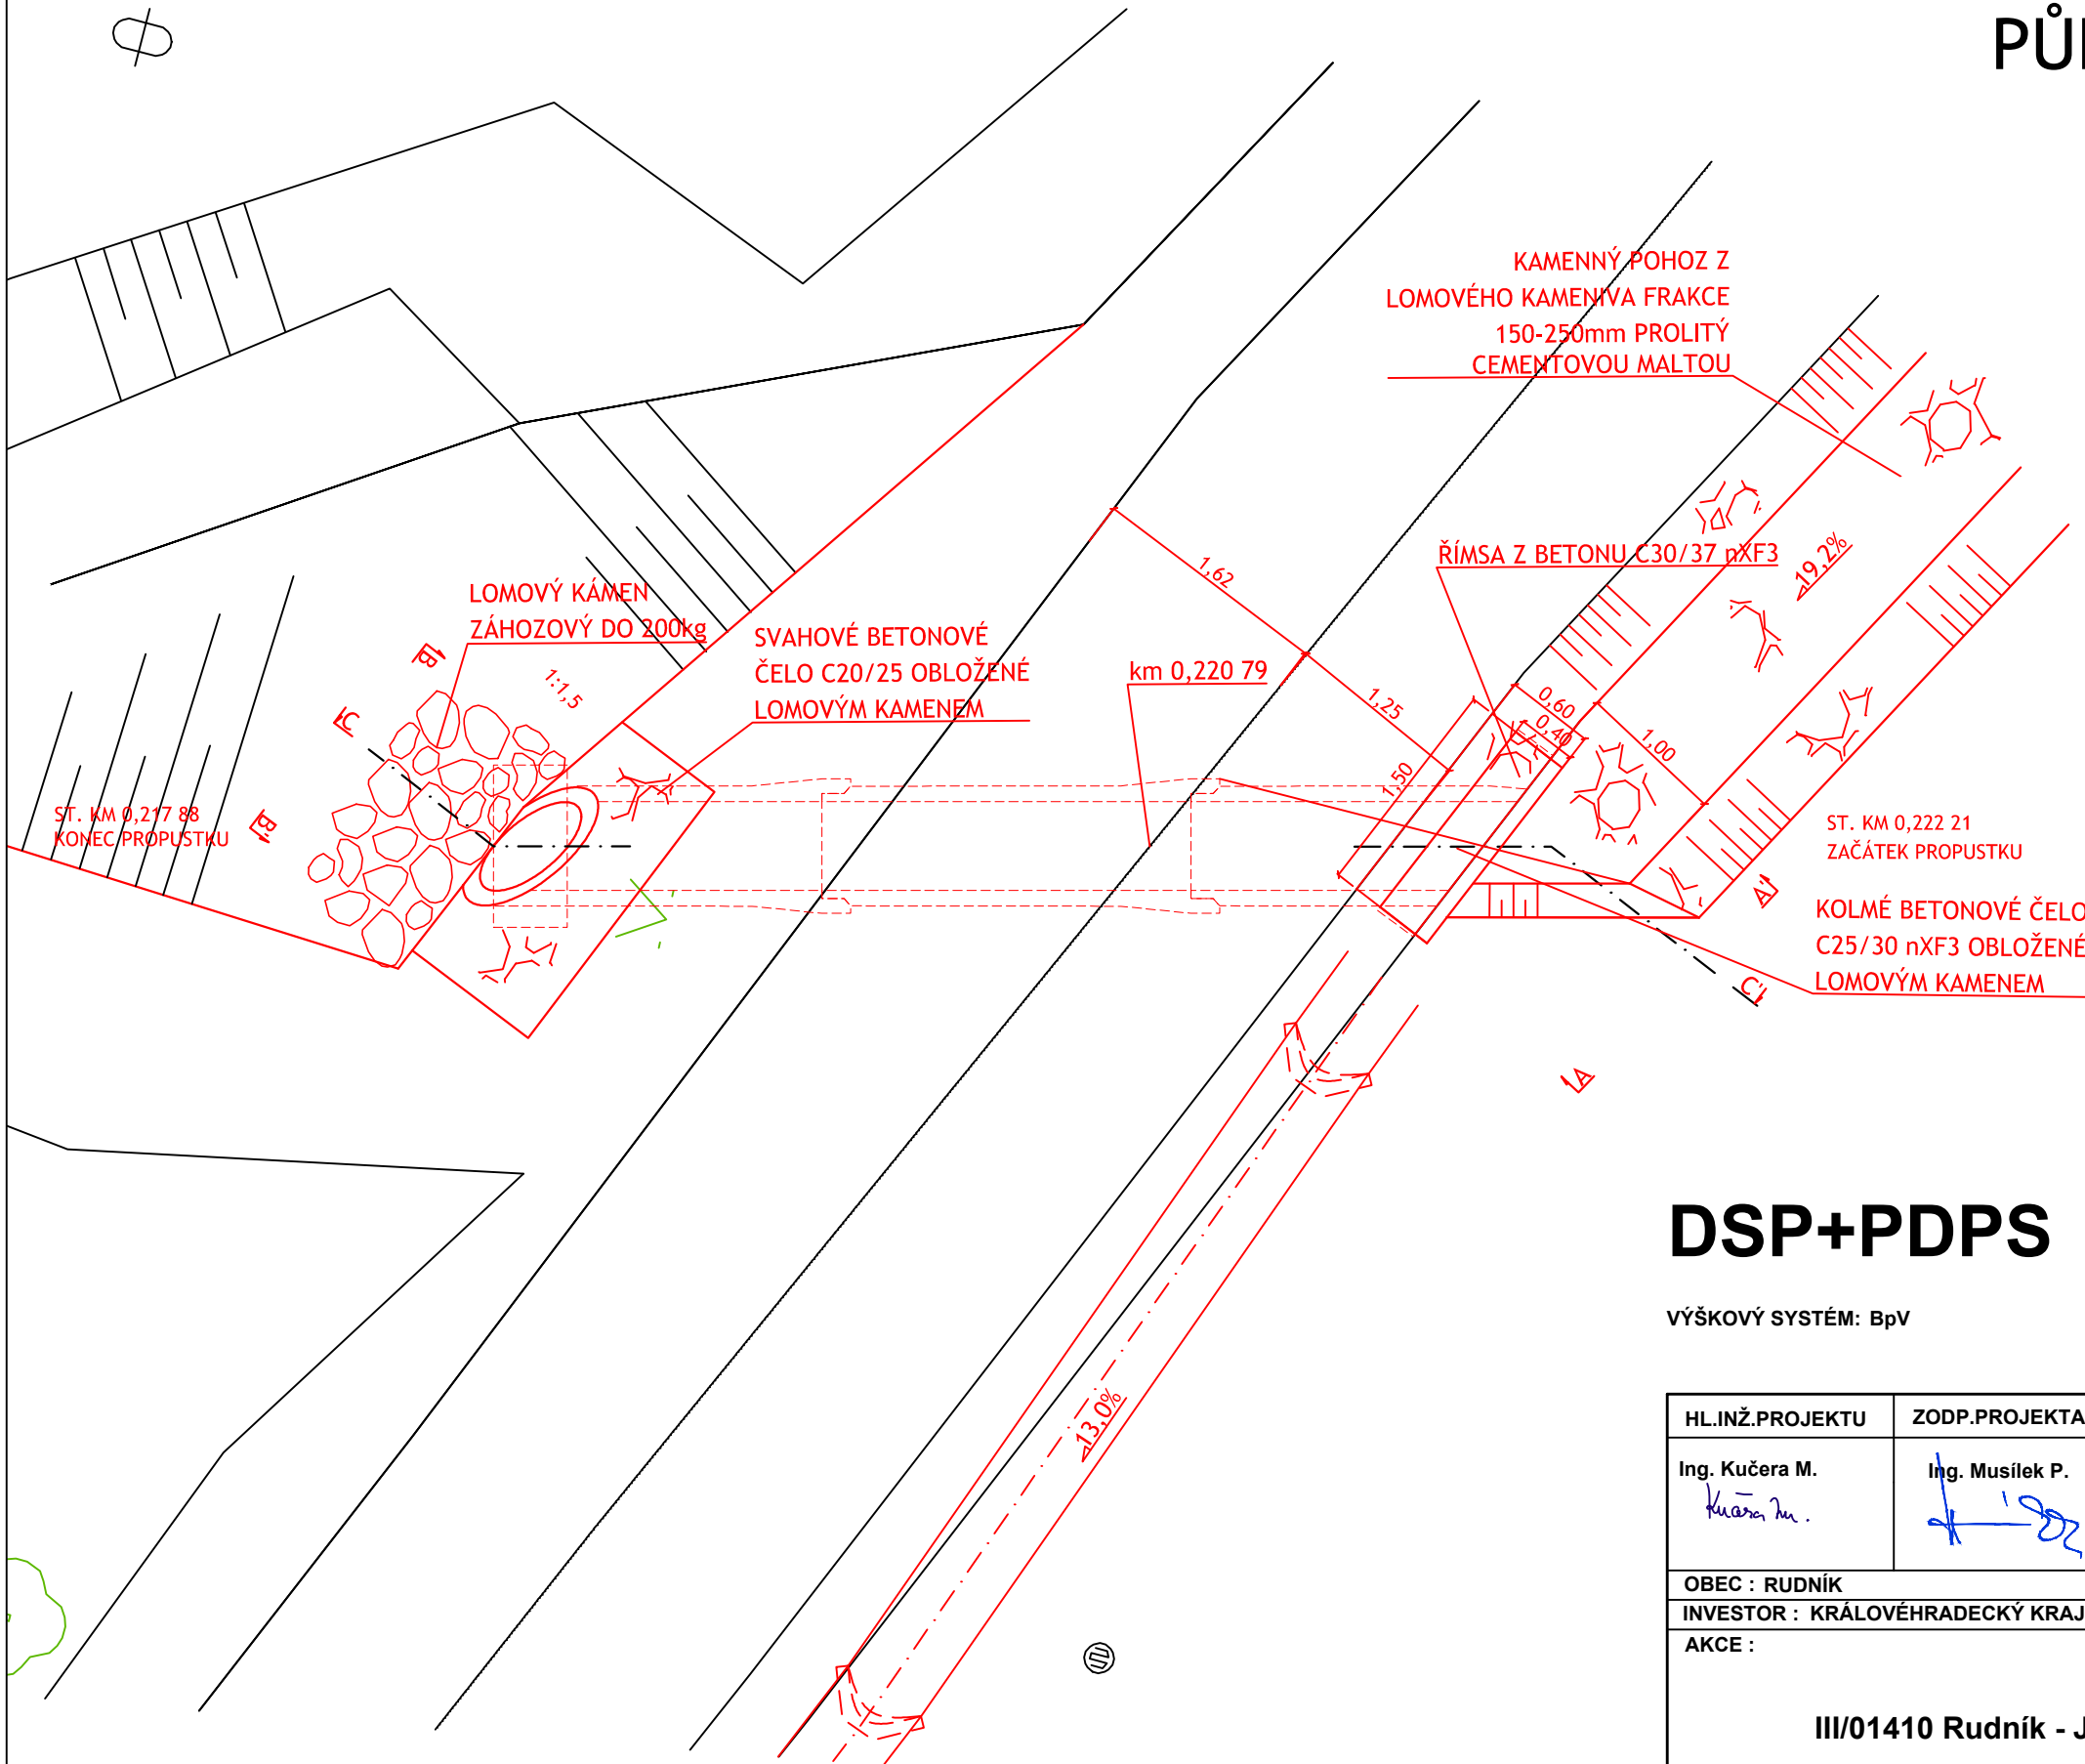 KAMENNÝ POHOZ Z
LOMOVÉHO KAMENIVA FRAKCE
150-250mm PROLITÝ
CEMENTOVOU MALTOU
ŘÍMSA Z BETONU C30/37 nXF3
19,2%
1,62
LOMOVÝ KÁMEN
ZÁHOZOVÝ DO 200kg
SVAHOVÉ BETONOVÉ
ČELO C20/25 OBLOŽENÉ
LOMOVÝM KAMENEM
km 0,220 79
1:1,5
B
C
B'
1,25
0,60
0,40
1,00
1,50
ST. KM 0,217 88
KONEC PROPUSTKU
ST. KM 0,222 21
ZAČÁTEK PROPUSTKU
A'
KOLMÉ BETONOVÉ ČELO
C25/30 nXF3 OBLOŽENÉ
LOMOVÝM KAMENEM
C'
A
13,0%
DSP+PDPS
VÝŠKOVÝ SYSTÉM: BpV
HL.INŽ.PROJEKTU
Ing. Kučera M.
Ing. Musílek P.
OBEC : RUDNÍK
INVESTOR : KRÁLOVÉHRADECKÝ KRAJ
AKCE :
III/01410 Rudník - J